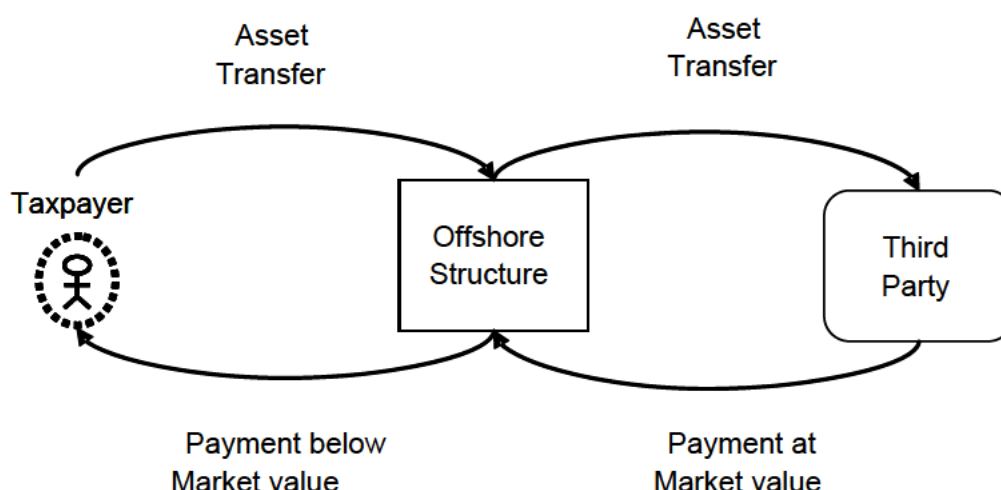 Asset
Transfer
Asset
Transfer
Taxpayer
Offshore
Structure
Third
Party
Payment below
Market value
Payment at
Market value